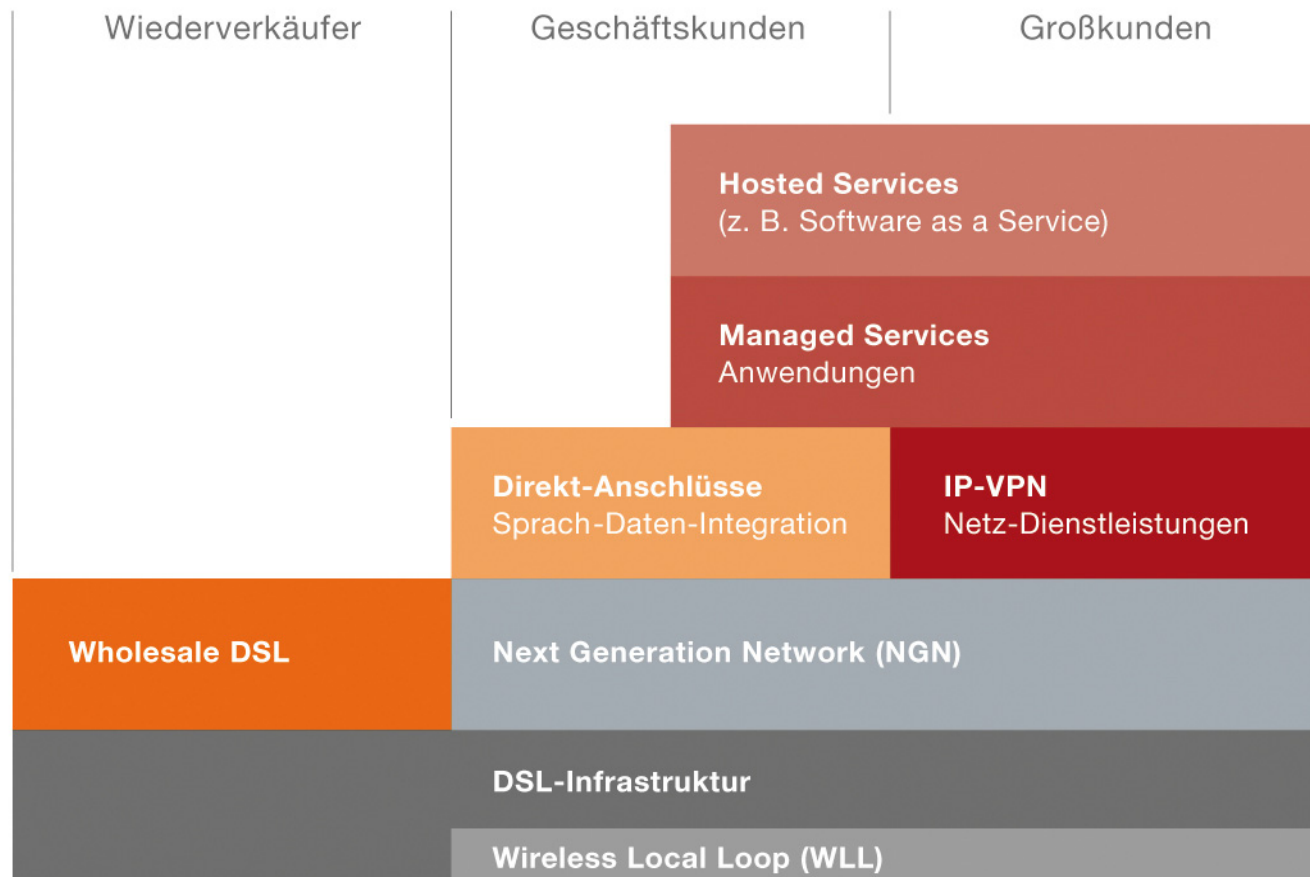 Wiederverkäufer
Geschäftskunden
Großkunden
Hosted Services
(z. B. Software as a Service)
Managed Services
Anwendungen
Direkt-Anschlüsse
Sprach-Daten-Integration
IP-VPN
Netz-Dienstleistungen
Wholesale DSL
Next Generation Network (NGN)
DSL-Infrastruktur
Wireless Local Loop (WLL)